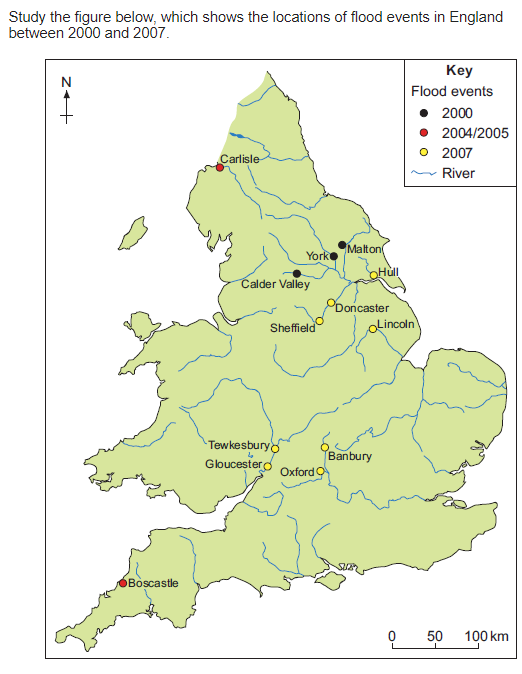 Study the figure below, which shows the locations of flood events in England
between 2000 and 2007.
Key
Flood events
2000
2004/2005
2007
River
N
Carlisle
Malton
York
Hull
Calder Valley
Doncaster
Sheffield
Lincoln
Tewkesbury
Banbury
Gloucester
Oxford
Boscastle
0 50 100 km